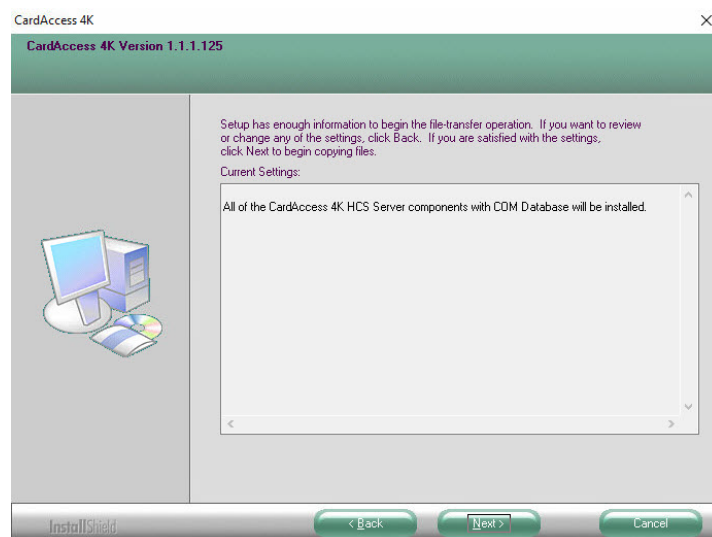 CardAccess 4K
CardAccess 4K Version 1.1.1.125
Setup has enough information to begin the file-transfer operation. If you want to review
or change any of the settings, click Back. If you are satisfied with the settings,
click Next to begin copying files.
Current Settings:
All of the CardAccess 4K HCS Server components with COM Database will be installed.
InstallShield
< Back
Next >
Cancel